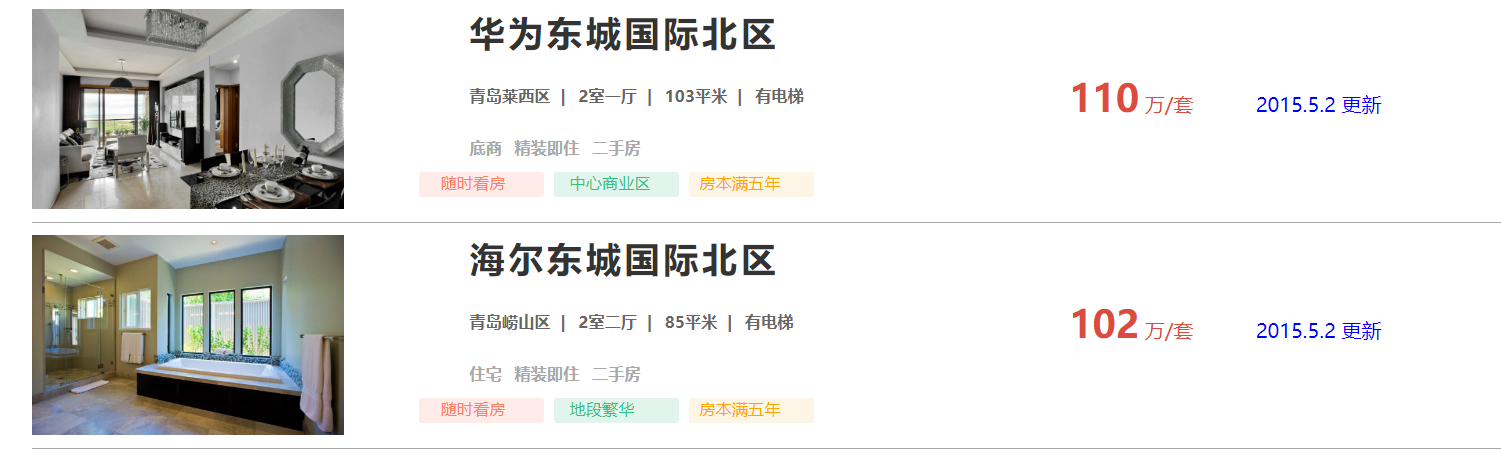 华为东城国际北区
青岛莱西区 | 2室一厅 | 103平米 | 有电梯
110 万/套 2015.5.2 更新
底商 精装即住 二手房
随时看房 中心商业区 房本满五年
海尔东城国际北区
青岛崂山区 | 2室二厅 | 85平米 | 有电梯
102 万/套 2015.5.2 更新
住宅 精装即住 二手房
随时看房 地段繁华 房本满五年